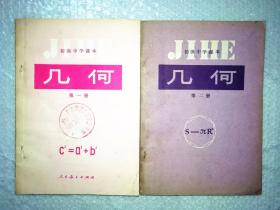 JIHE
初级中学课本
几何
第一册
c²=a²+b²
人民教育出版社
JIHE
初级中学课本
几何
第二册
S=πR²